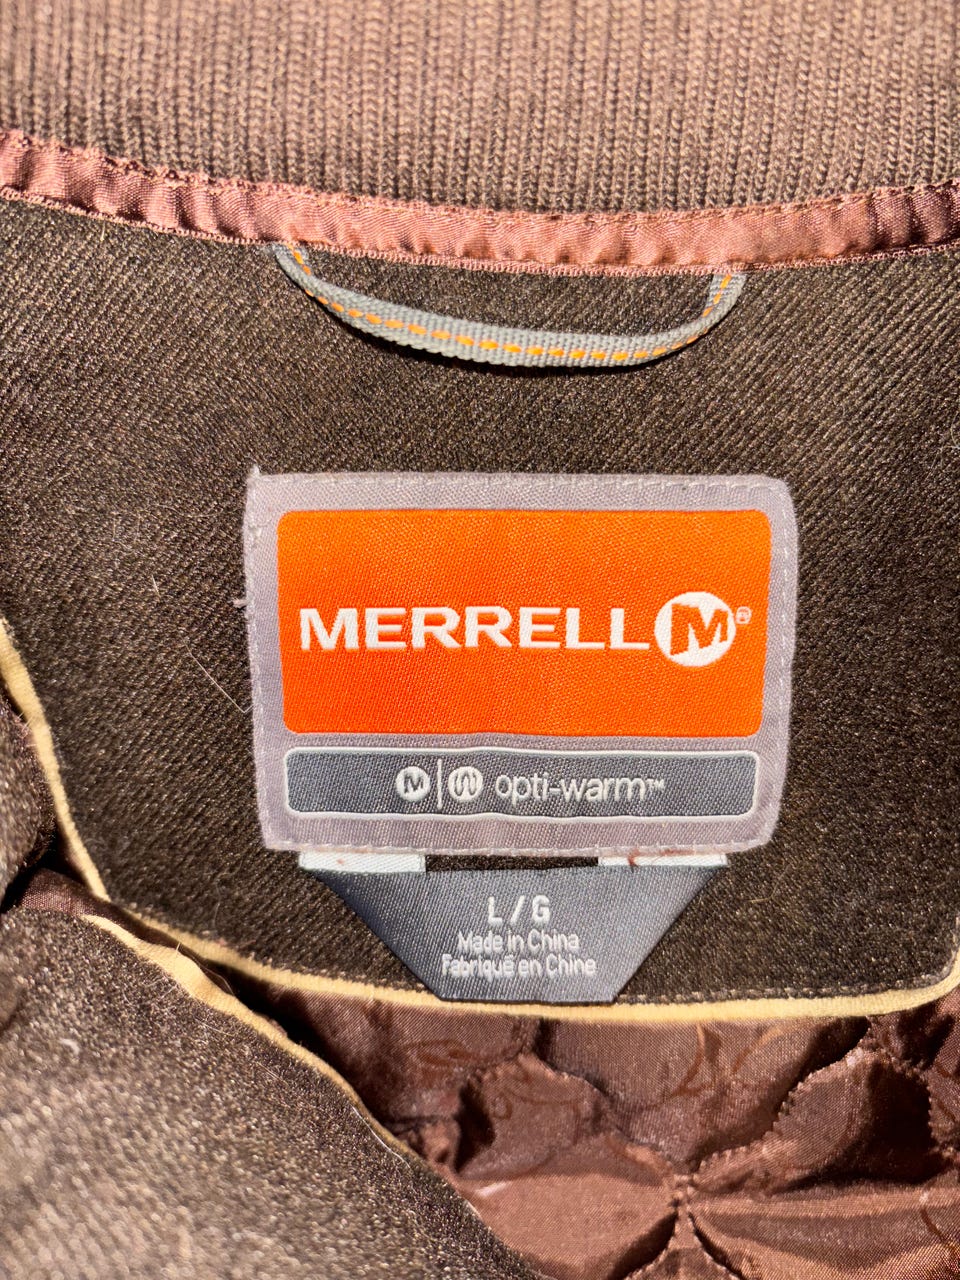 MERRELL M®
M | W opti-warm™
L / G
Made in China
Fabriqué en Chine